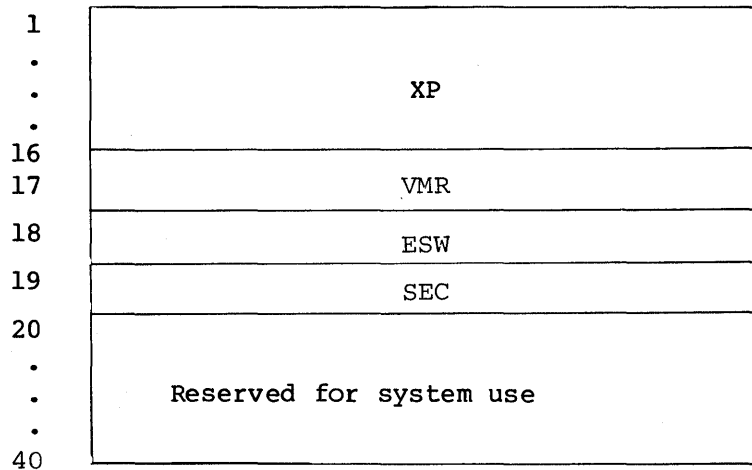 1
.
.
XP
.
16
17 VMR
18 ESW
19 SEC
20
.
. Reserved for system use
.
40